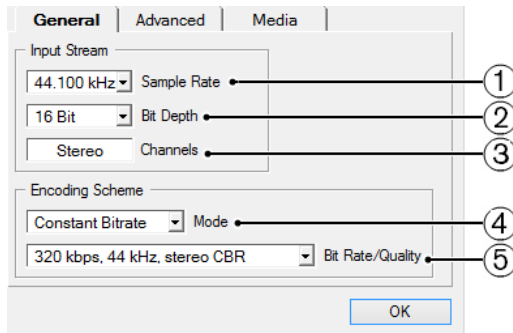 General Advanced Media
Input Stream
44.100 kHz Sample Rate 1
16 Bit Bit Depth 2
Stereo Channels 3
Encoding Scheme
Constant Bitrate Mode 4
320 kbps, 44 kHz, stereo CBR Bit Rate/Quality 5
OK